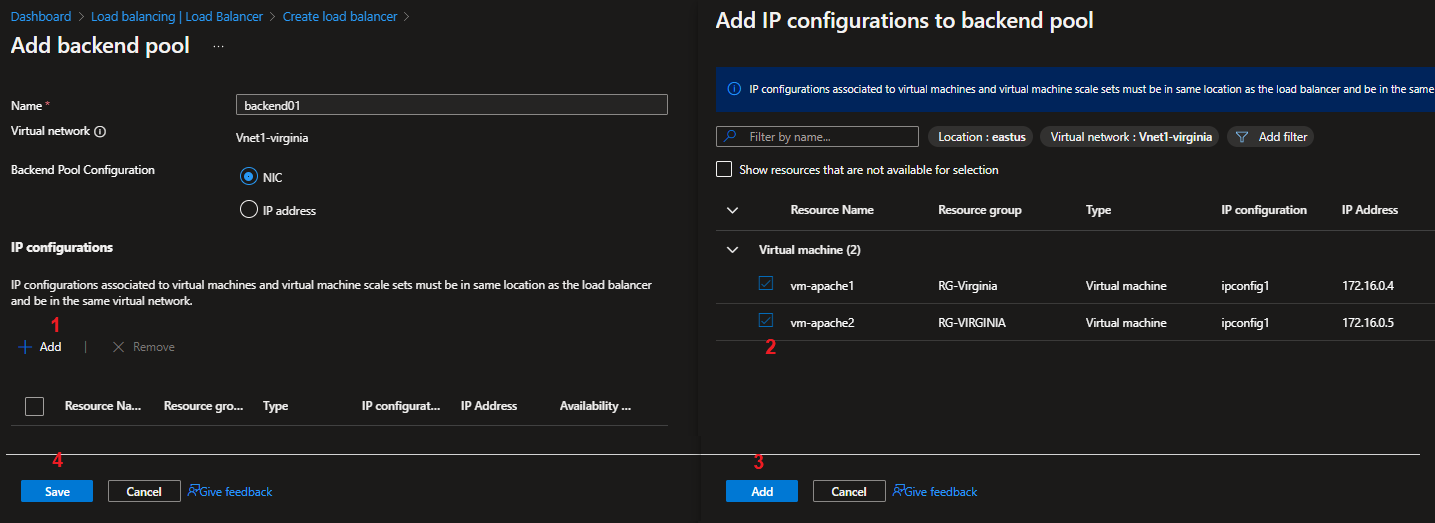 Dashboard > Load balancing | Load Balancer > Create load balancer >
Add backend pool ...
Name *
backend01
Virtual network
Vnet1-virginia
Backend Pool Configuration
NIC
IP address
IP configurations
IP configurations associated to virtual machines and virtual machine scale sets must be in same location as the load balancer
and be in the same virtual network.
1
Add | Remove
Resource Na... Resource gro... Type IP configurat... IP Address Availability ...
4
Save Cancel Give feedback
Add IP configurations to backend pool
IP configurations associated to virtual machines and virtual machine scale sets must be in same location as the load balancer and be in the same
Filter by name... Location : eastus Virtual network : Vnet1-virginia Add filter
Show resources that are not available for selection
Resource Name Resource group Type IP configuration IP Address
Virtual machine (2)
vm-apache1 RG-Virginia Virtual machine ipconfig1 172.16.0.4
vm-apache2 RG-VIRGINIA Virtual machine ipconfig1 172.16.0.5
2
3
Add Cancel Give feedback